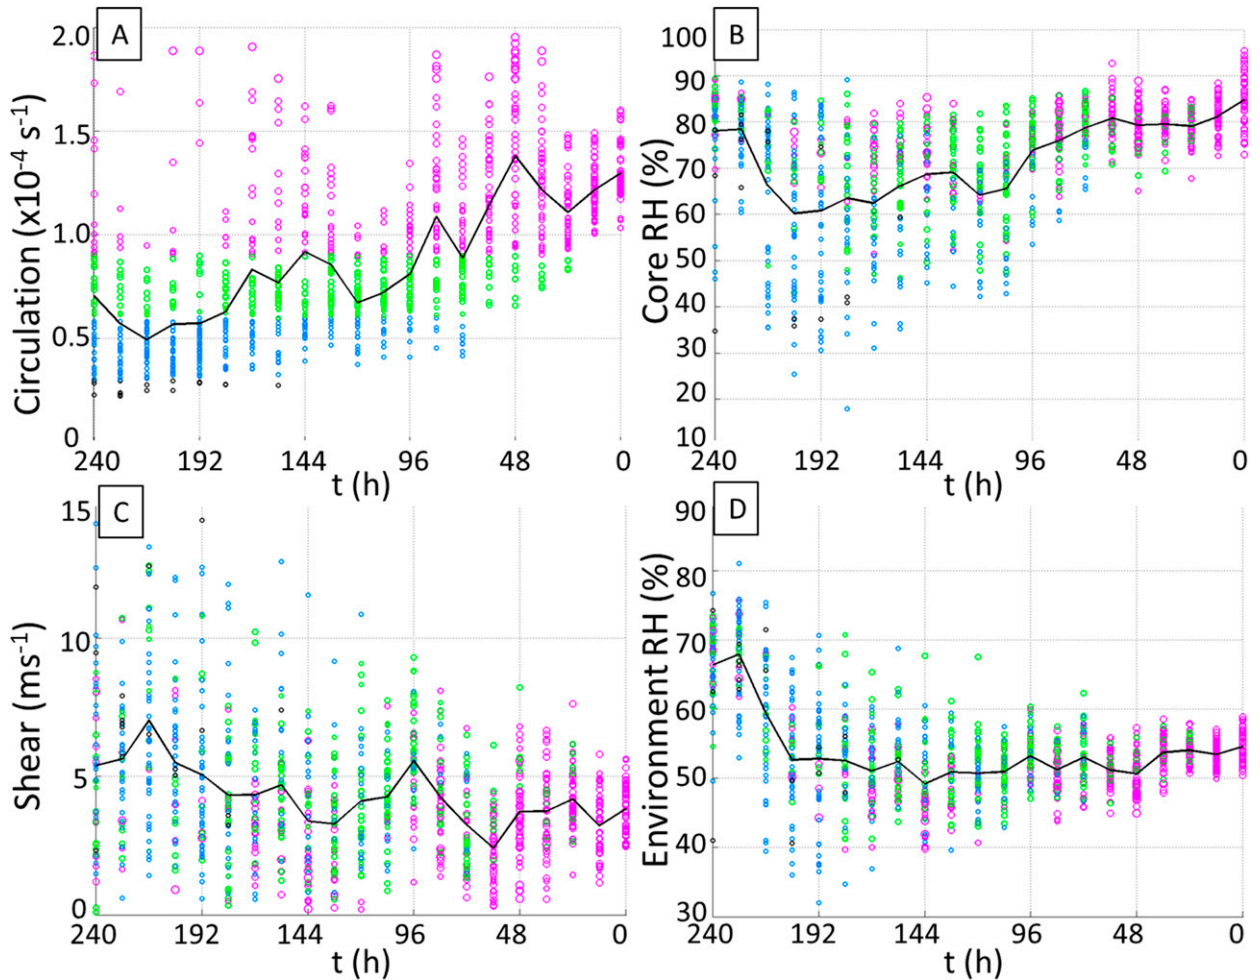 A
Circulation (x10⁻⁴ s⁻¹)
2.0
1.5
1.0
0.5
0
240 192 144 96 48 0
t (h)
B
Core RH (%)
100
90
80
70
60
50
40
30
20
10
240 192 144 96 48 0
t (h)
C
Shear (ms⁻¹)
15
10
5
0
240 192 144 96 48 0
t (h)
D
Environment RH (%)
90
80
70
60
50
40
30
240 192 144 96 48 0
t (h)